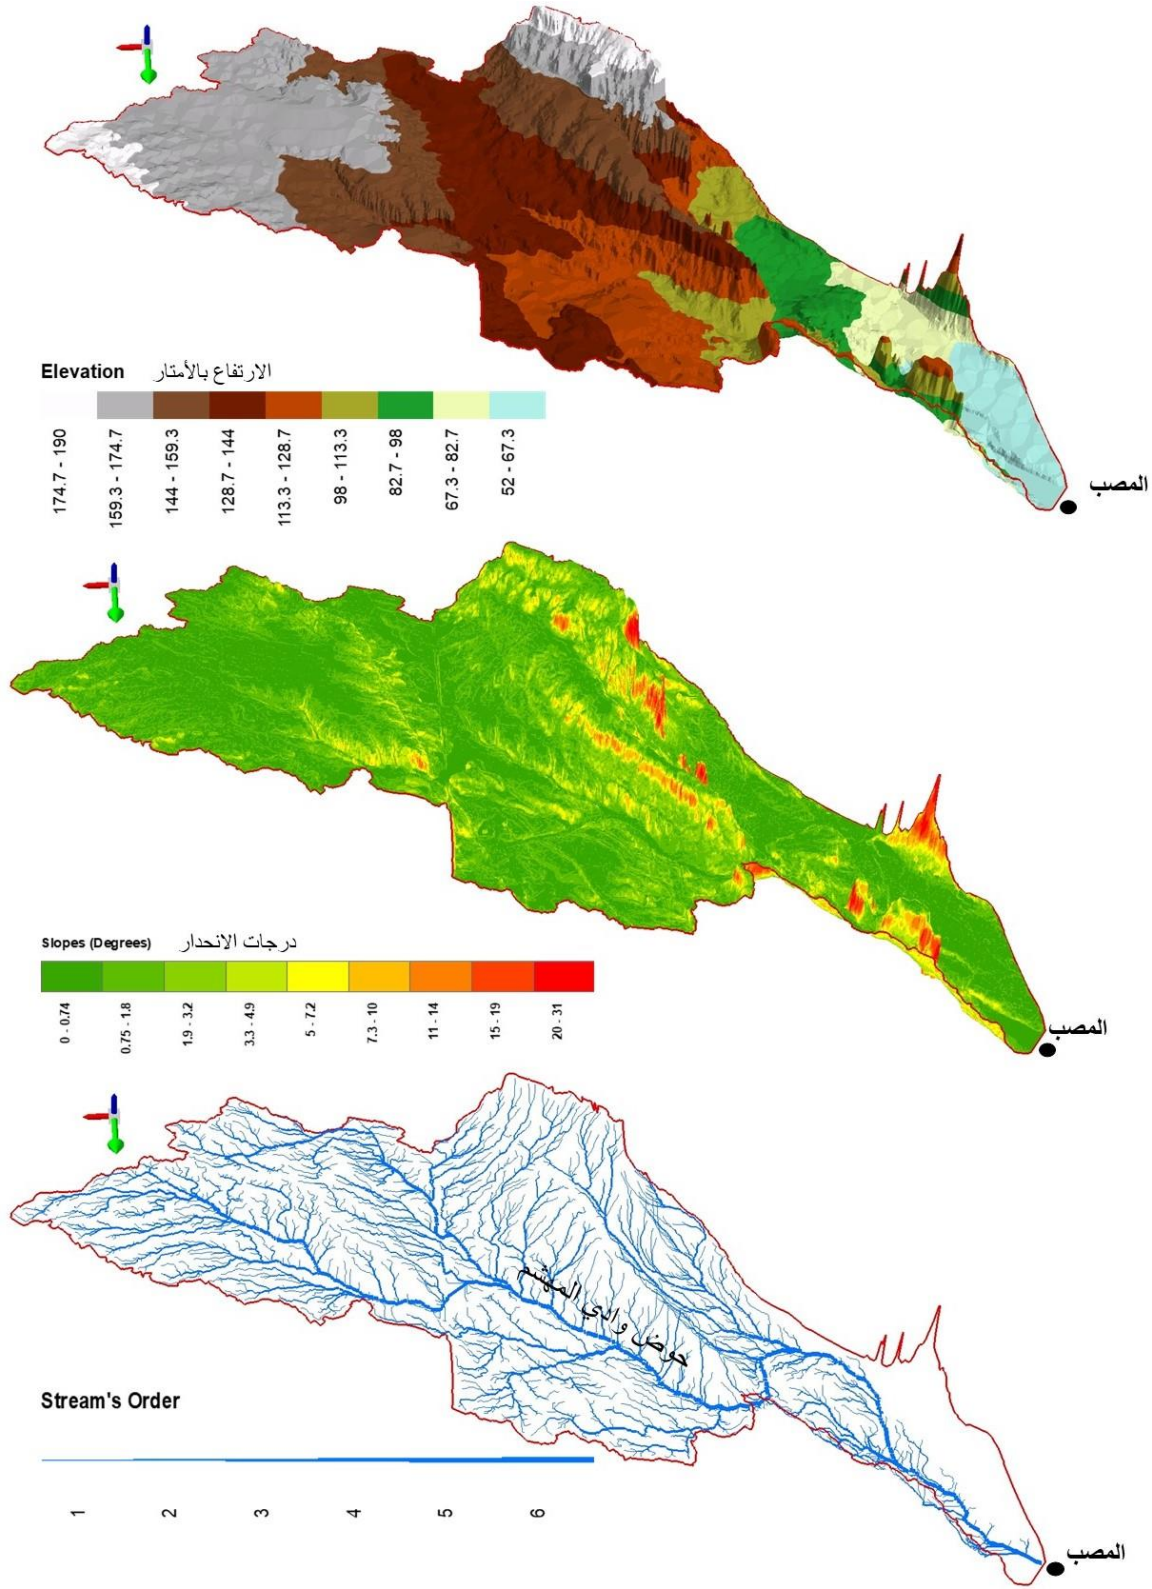 Elevation الارتفاع بالأمتار
174.7 - 190
159.3 - 174.7
144 - 159.3
128.7 - 144
113.3 - 128.7
98 - 113.3
82.7 - 98
67.3 - 82.7
52 - 67.3
المصب
Slopes (Degrees) درجات الانحدار
0 - 0.74
0.75 - 1.8
1.9 - 3.2
3.3 - 4.9
5 - 7.2
7.3 - 10
11 - 14
15 - 19
20 - 31
المصب
حوض وادي المهشم
Stream's Order
1
2
3
4
5
6
المصب